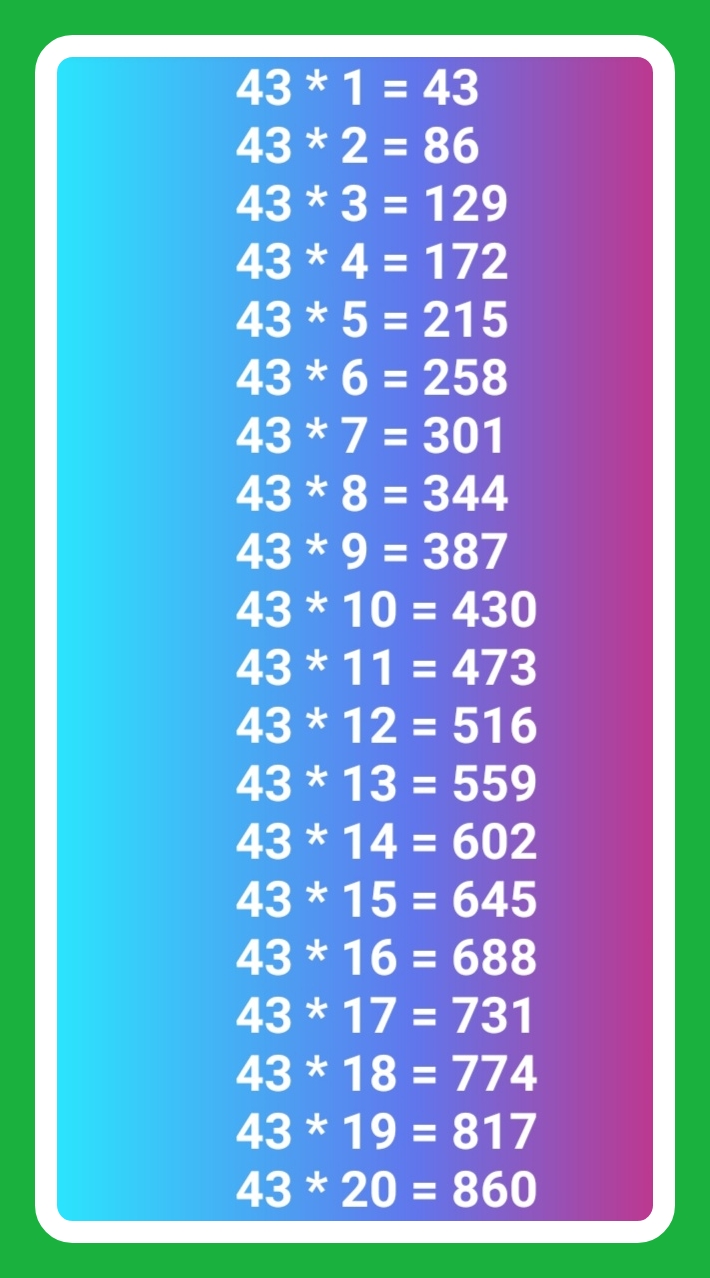 43 * 1 = 43
43 * 2 = 86
43 * 3 = 129
43 * 4 = 172
43 * 5 = 215
43 * 6 = 258
43 * 7 = 301
43 * 8 = 344
43 * 9 = 387
43 * 10 = 430
43 * 11 = 473
43 * 12 = 516
43 * 13 = 559
43 * 14 = 602
43 * 15 = 645
43 * 16 = 688
43 * 17 = 731
43 * 18 = 774
43 * 19 = 817
43 * 20 = 860